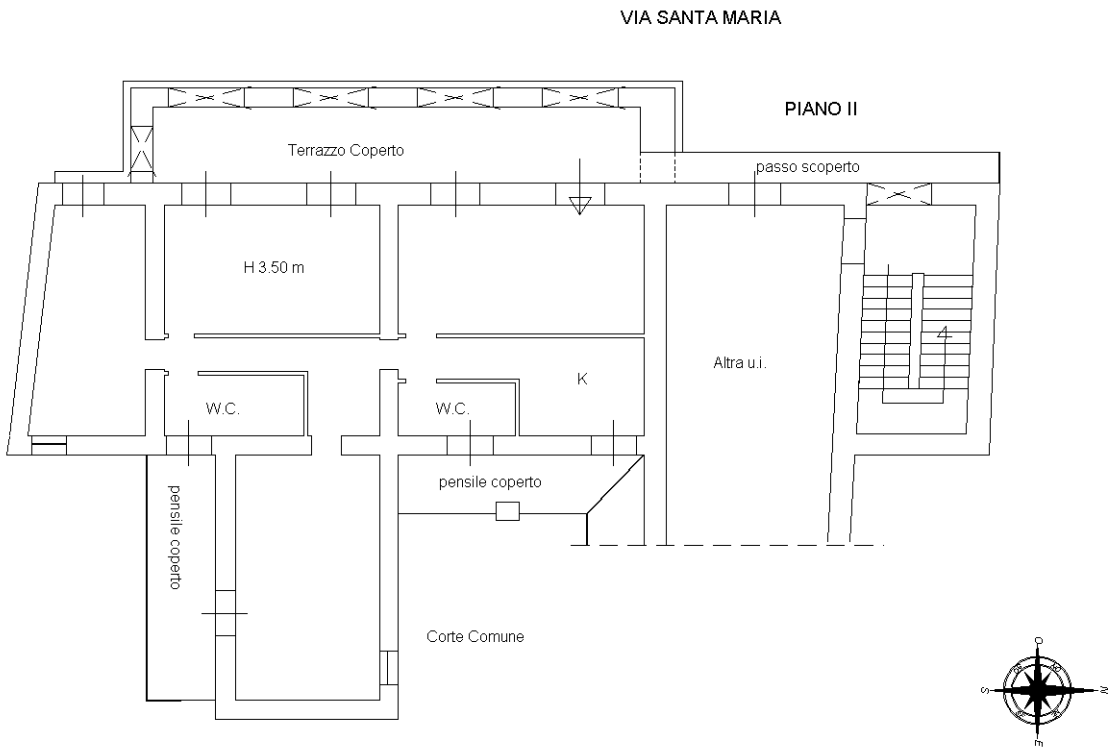 VIA SANTA MARIA
PIANO II
Terrazzo Coperto
passo scoperto
H 3.50 m
Altra u.i.
K
W.C.
W.C.
pensile coperto
pensile coperto
Corte Comune
O
S
N
E